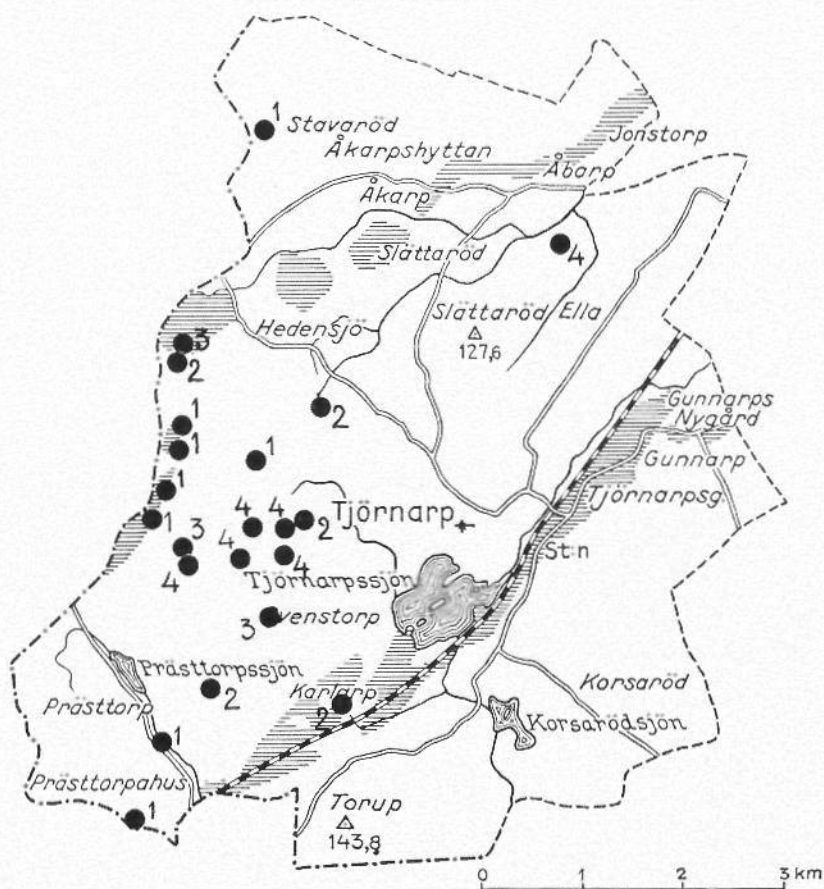 1
Stavaröd
Åkarpshyttan
Jonstorp
Åbarp
Åkarp
4
Slättaröd
Slättaröd
Ella
127,6
Hedensjö
3
2
2
Gunnarps
Nygård
1
1
1
Gunnarp
1
Tjörnarpsg.
1
4
4
2
Tjörnarp
3
4
4
4
St:n
Tjörnarpssjön
3
venstorp
Prästtorpssjön
2
Karlarp
2
Korsaröd
Prästtorp
Korsarödsjön
1
Prästtorpahus
1
Torup
143,8
0 1 2 3 km